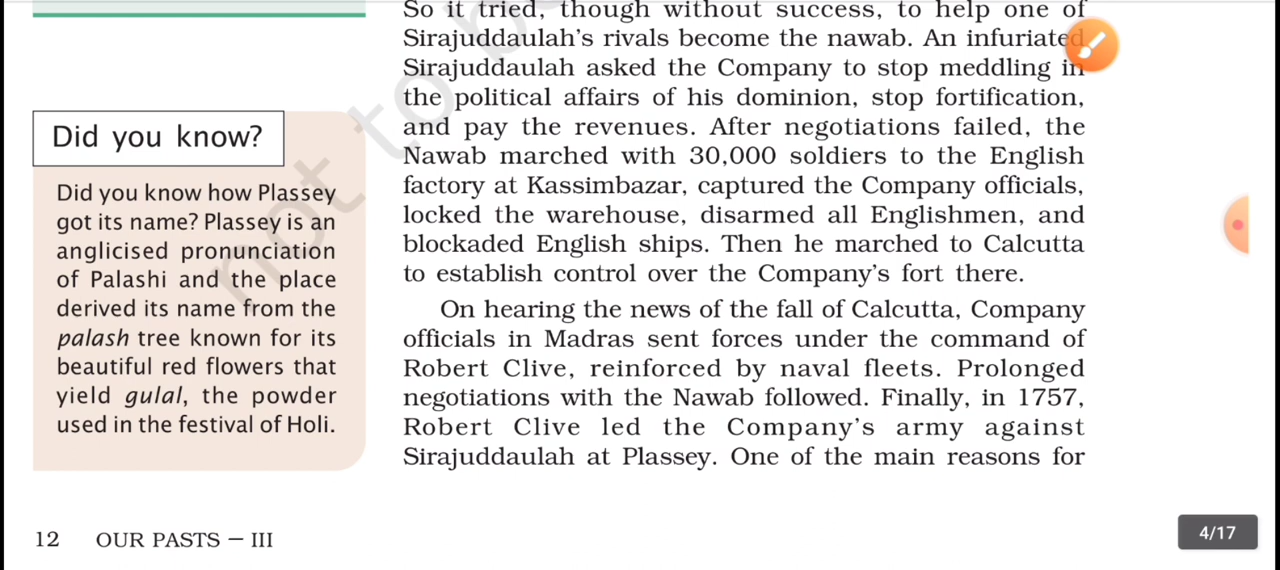 So it tried, though without success, to help one of
Sirajuddaulah's rivals become the nawab. An infuriated
Sirajuddaulah asked the Company to stop meddling in
the political affairs of his dominion, stop fortification,
and pay the revenues. After negotiations failed, the
Nawab marched with 30,000 soldiers to the English
factory at Kassimbazar, captured the Company officials,
locked the warehouse, disarmed all Englishmen, and
blockaded English ships. Then he marched to Calcutta
to establish control over the Company's fort there.
On hearing the news of the fall of Calcutta, Company
officials in Madras sent forces under the command of
Robert Clive, reinforced by naval fleets. Prolonged
negotiations with the Nawab followed. Finally, in 1757,
Robert Clive led the Company's army against
Sirajuddaulah at Plassey. One of the main reasons for
Did you know?
Did you know how Plassey
got its name? Plassey is an
anglicised pronunciation
of Palashi and the place
derived its name from the
palash tree known for its
beautiful red flowers that
yield gulal, the powder
used in the festival of Holi.
not to b
12 OUR PASTS – III
4/17